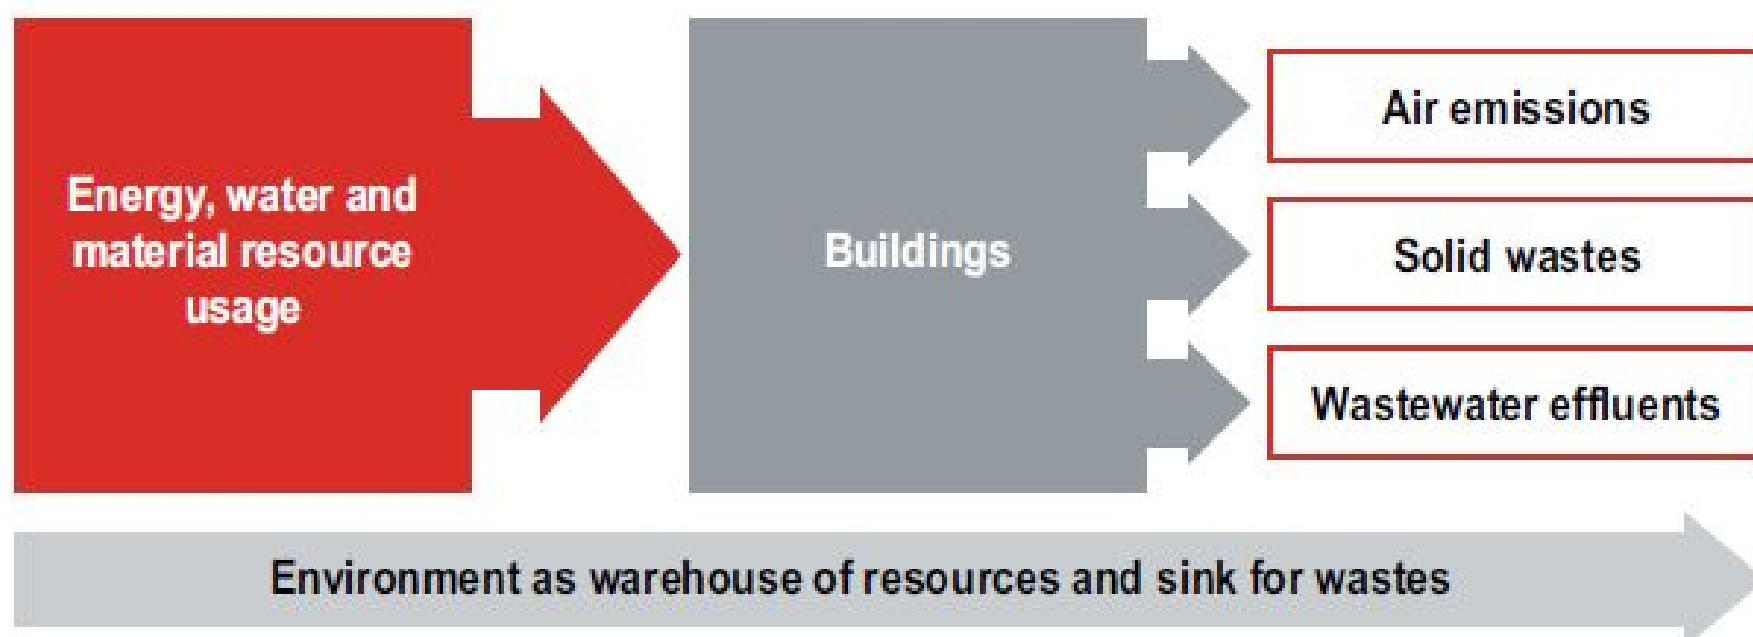 Energy, water and
material resource
usage
Buildings
Air emissions
Solid wastes
Wastewater effluents
Environment as warehouse of resources and sink for wastes